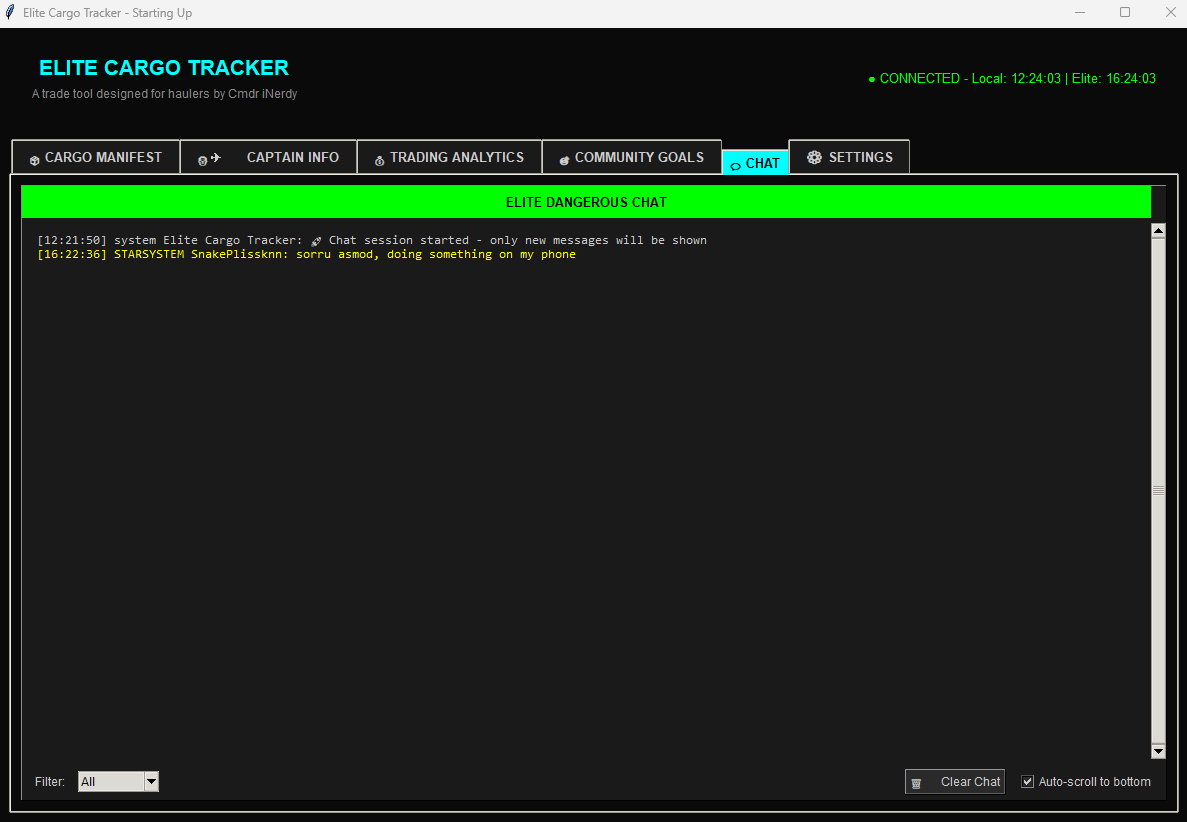 Elite Cargo Tracker - Starting Up
ELITE CARGO TRACKER
A trade tool designed for haulers by Cmdr iNerdy
● CONNECTED - Local: 12:24:03 | Elite: 16:24:03
CARGO MANIFEST CAPTAIN INFO TRADING ANALYTICS COMMUNITY GOALS CHAT SETTINGS
ELITE DANGEROUS CHAT
[12:21:50] system Elite Cargo Tracker: 🚀 Chat session started - only new messages will be shown
[16:22:36] STARSYSTEM SnakePlissknn: sorru asmod, doing something on my phone
Filter: All Clear Chat Auto-scroll to bottom